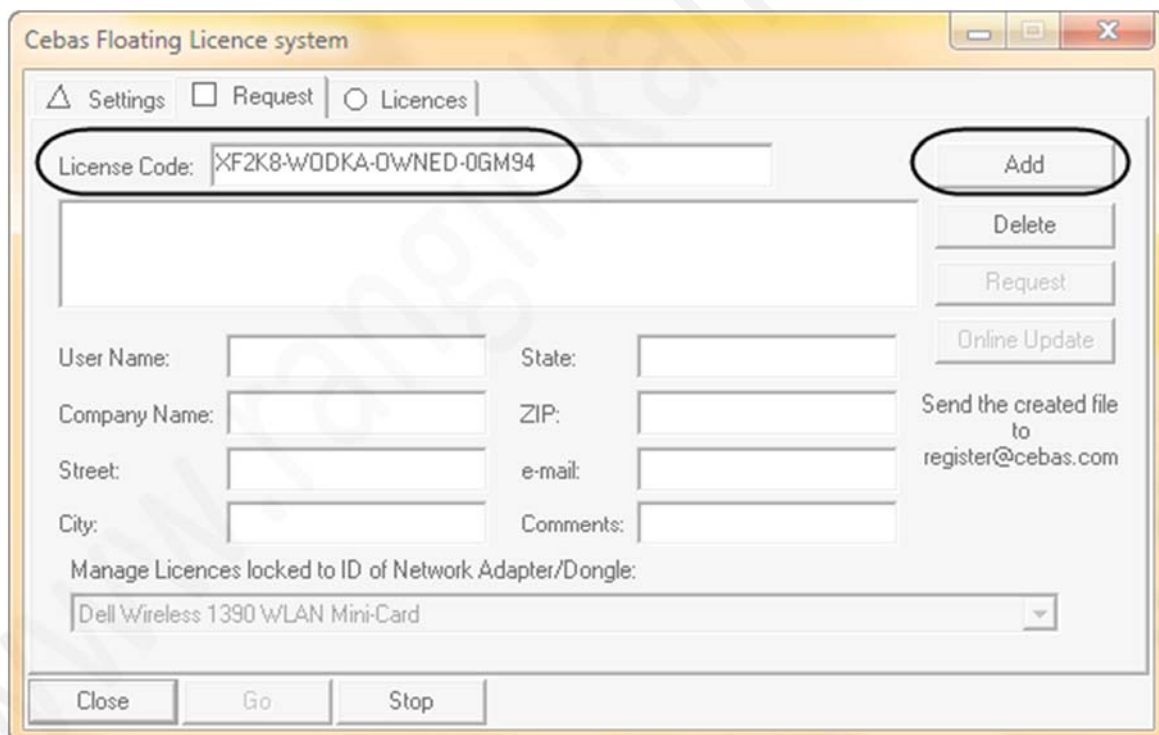 Cebas Floating Licence system
Settings Request Licences
License Code: XF2K8-WODKA-OWNED-0GM94 Add
Delete
Request
Online Update
User Name: State:
Company Name: ZIP:
Send the created file
to
register@cebas.com
Street: e-mail:
City: Comments:
Manage Licences locked to ID of Network Adapter/Dongle:
Dell Wireless 1390 WLAN Mini-Card
Close Go Stop